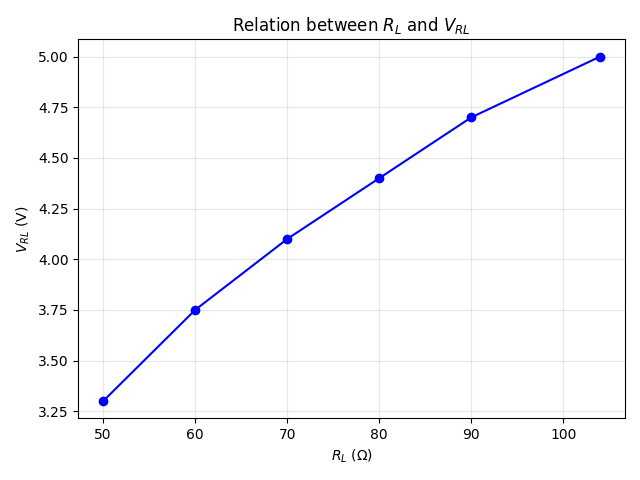 Relation between R_L and V_RL
5.00
4.75
4.50
4.25
4.00
3.75
3.50
3.25
V_RL (V)
50 60 70 80 90 100
R_L (Ω)